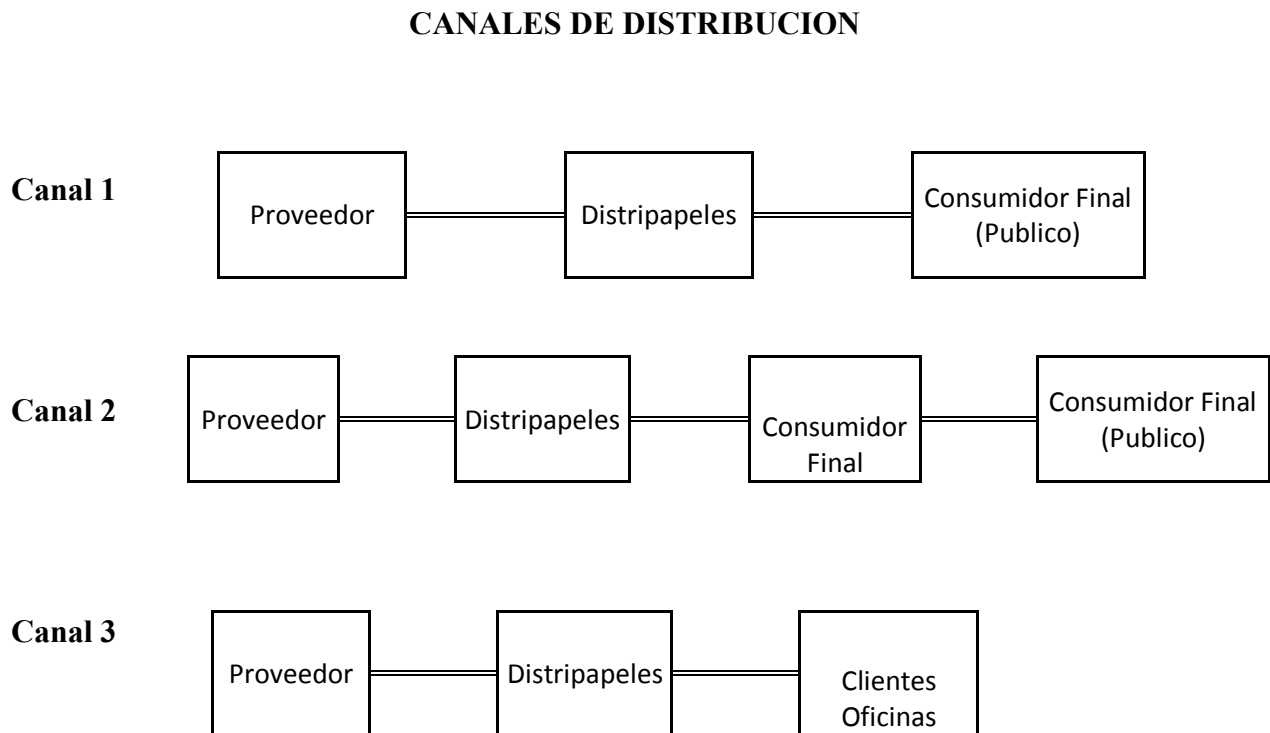 CANALES DE DISTRIBUCION
Canal 1
Proveedor
Distripapeles
Consumidor Final
(Publico)
Canal 2
Proveedor
Distripapeles
Consumidor
Final
Consumidor Final
(Publico)
Canal 3
Proveedor
Distripapeles
Clientes
Oficinas